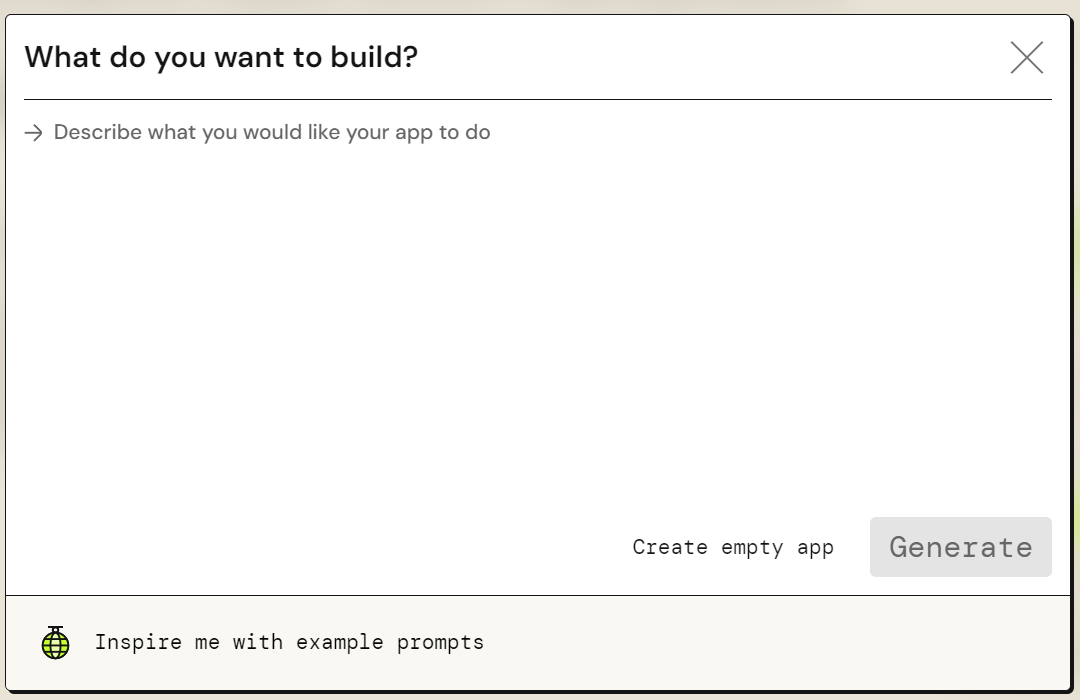 What do you want to build?
Describe what you would like your app to do
Create empty app
Generate
Inspire me with example prompts